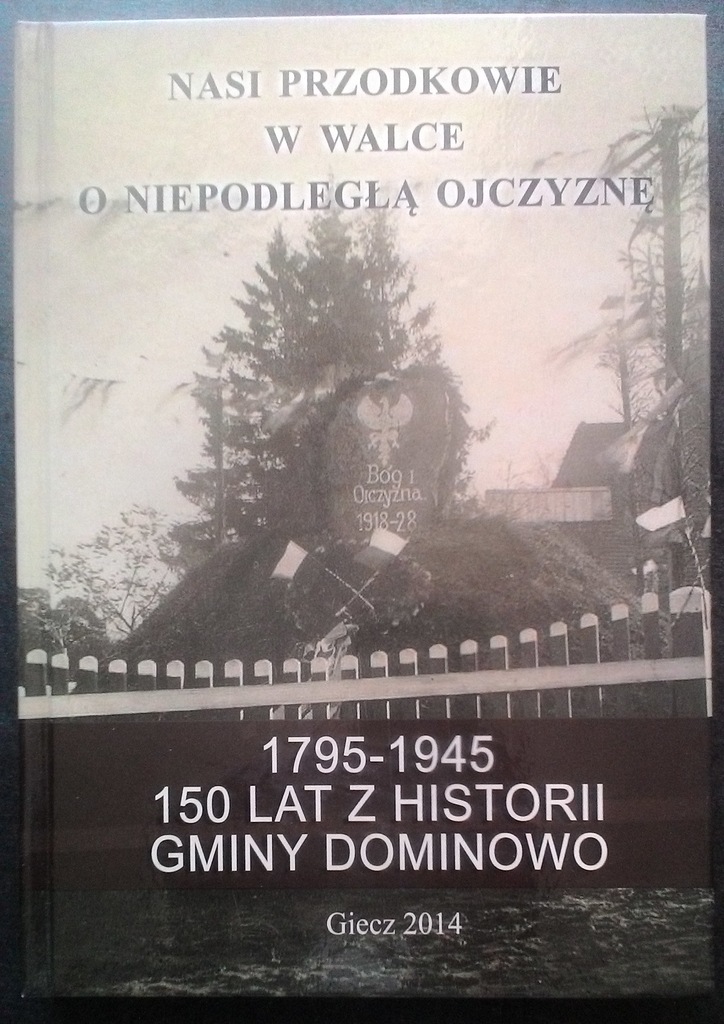 NASI PRZODKOWIE
W WALCE
O NIEPODLEGŁĄ OJCZYZNĘ
Bóg i
Ojczyzna
1918-28
1795-1945
150 LAT Z HISTORII
GMINY DOMINOWO
Giecz 2014